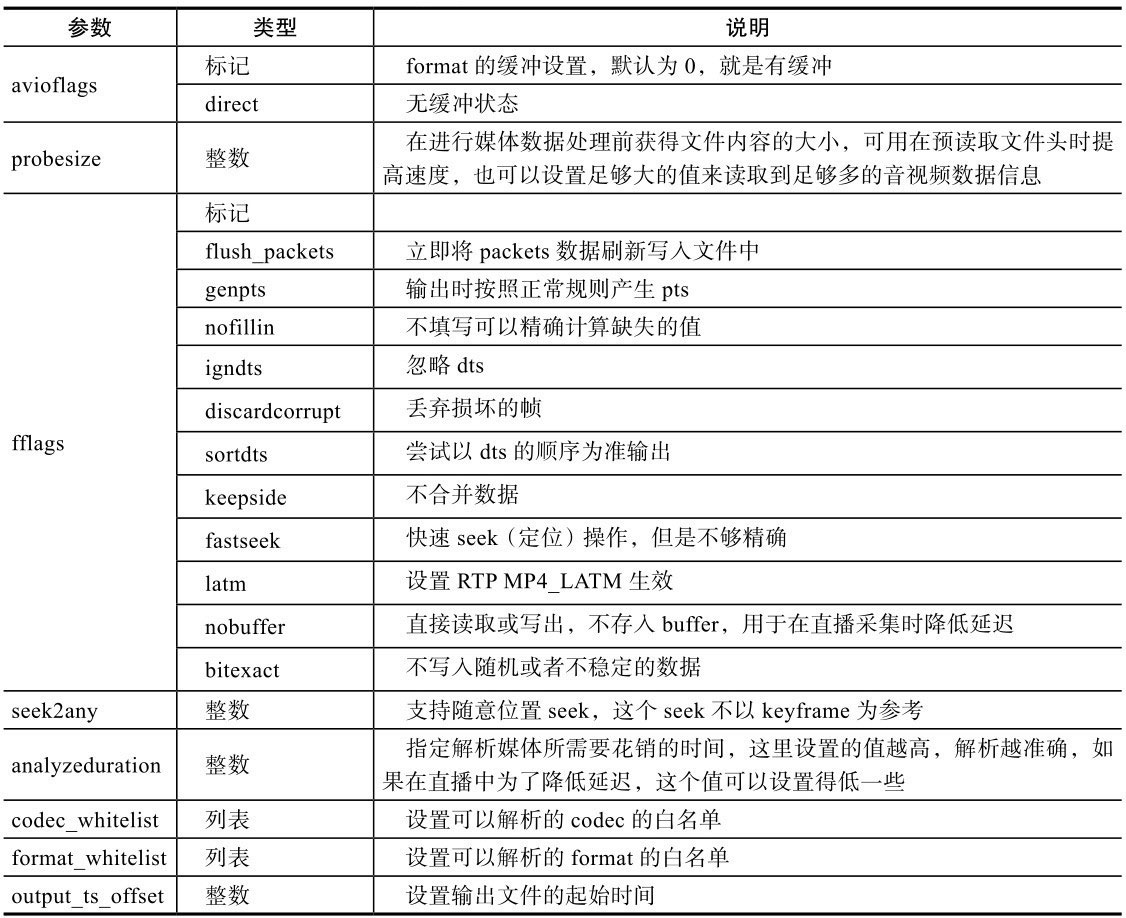 参数 类型 说明
avioflags 标记 format 的缓冲设置，默认为 0，就是有缓冲
direct 无缓冲状态
probesize 整数 在进行媒体数据处理前获得文件内容的大小，可用在预读取文件头时提
高速度，也可以设置足够大的值来读取到足够多的音视频数据信息
fflags 标记
flush_packets 立即将 packets 数据刷新写入文件中
genpts 输出时按照正常规则产生 pts
nofillin 不填写可以精确计算缺失的值
igndts 忽略 dts
discardcorrupt 丢弃损坏的帧
sortdts 尝试以 dts 的顺序为准输出
keepside 不合并数据
fastseek 快速 seek（定位）操作，但是不够精确
latm 设置 RTP MP4_LATM 生效
nobuffer 直接读取或写出，不存入 buffer，用于在直播采集时降低延迟
bitexact 不写入随机或者不稳定的数据
seek2any 整数 支持随意位置 seek，这个 seek 不以 keyframe 为参考
analyzeduration 整数 指定解析媒体所需要花销的时间，这里设置的值越高，解析越准确，如
果在直播中为了降低延迟，这个值可以设置得低一些
codec_whitelist 列表 设置可以解析的 codec 的白名单
format_whitelist 列表 设置可以解析的 format 的白名单
output_ts_offset 整数 设置输出文件的起始时间